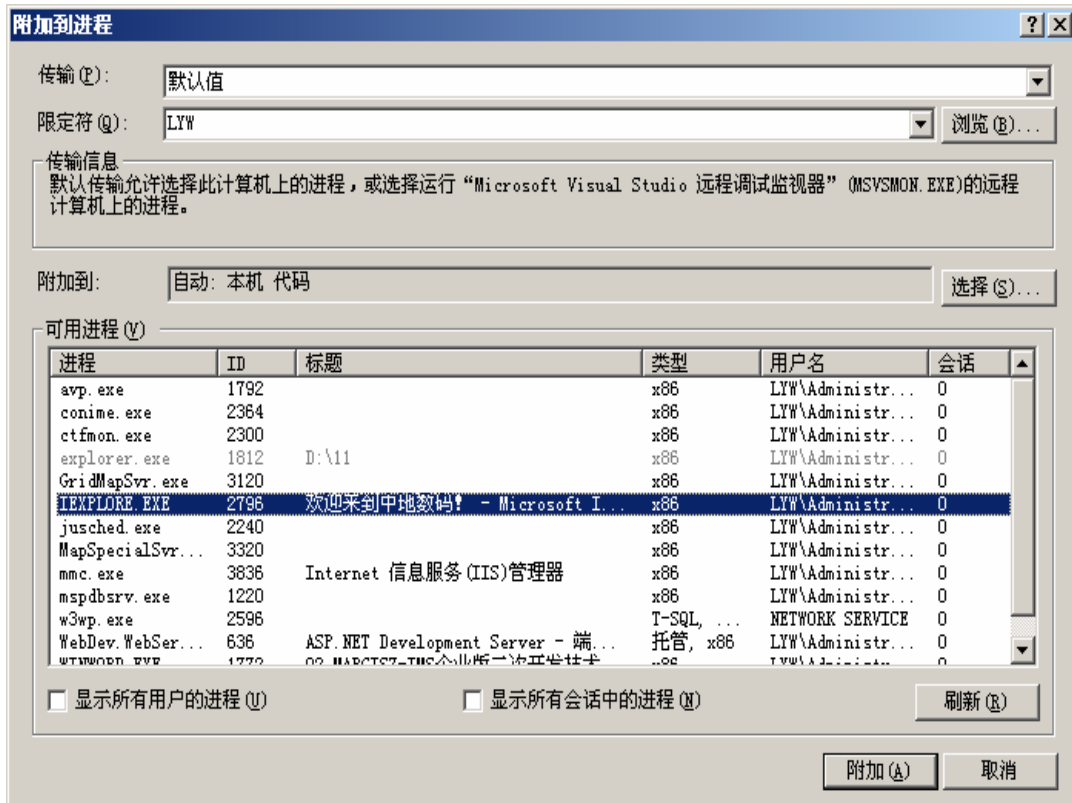 附加到进程
传输(P): 默认值
限定符(Q): LYW 浏览(B)...
传输信息
默认传输允许选择此计算机上的进程，或选择运行“Microsoft Visual Studio 远程调试监视器”(MSVSMON.EXE)的远程
计算机上的进程。
附加到: 自动: 本机 代码 选择(S)...
可用进程(V)
进程 ID 标题 类型 用户名 会话
avp.exe 1792 x86 LYW\Administr... 0
conime.exe 2364 x86 LYW\Administr... 0
ctfmon.exe 2300 x86 LYW\Administr... 0
explorer.exe 1812 D:\11 x86 LYW\Administr... 0
GridMapSvr.exe 3120 x86 LYW\Administr... 0
IEXPLORE.EXE 2796 欢迎来到中地数码! - Microsoft I... x86 LYW\Administr... 0
jusched.exe 2240 x86 LYW\Administr... 0
MapSpecialSvr... 3320 x86 LYW\Administr... 0
mmc.exe 3836 Internet 信息服务(IIS)管理器 x86 LYW\Administr... 0
mspdbsrv.exe 1220 x86 LYW\Administr... 0
w3wp.exe 2596 T-SQL, ... NETWORK SERVICE 0
WebDev.WebSer... 636 ASP.NET Development Server - 端... 托管, x86 LYW\Administr... 0
WINWORD.EXE 1772 x86 LYW\Administr... 0
显示所有用户的进程(U) 显示所有会话中的进程(N) 刷新(R)
附加(A) 取消